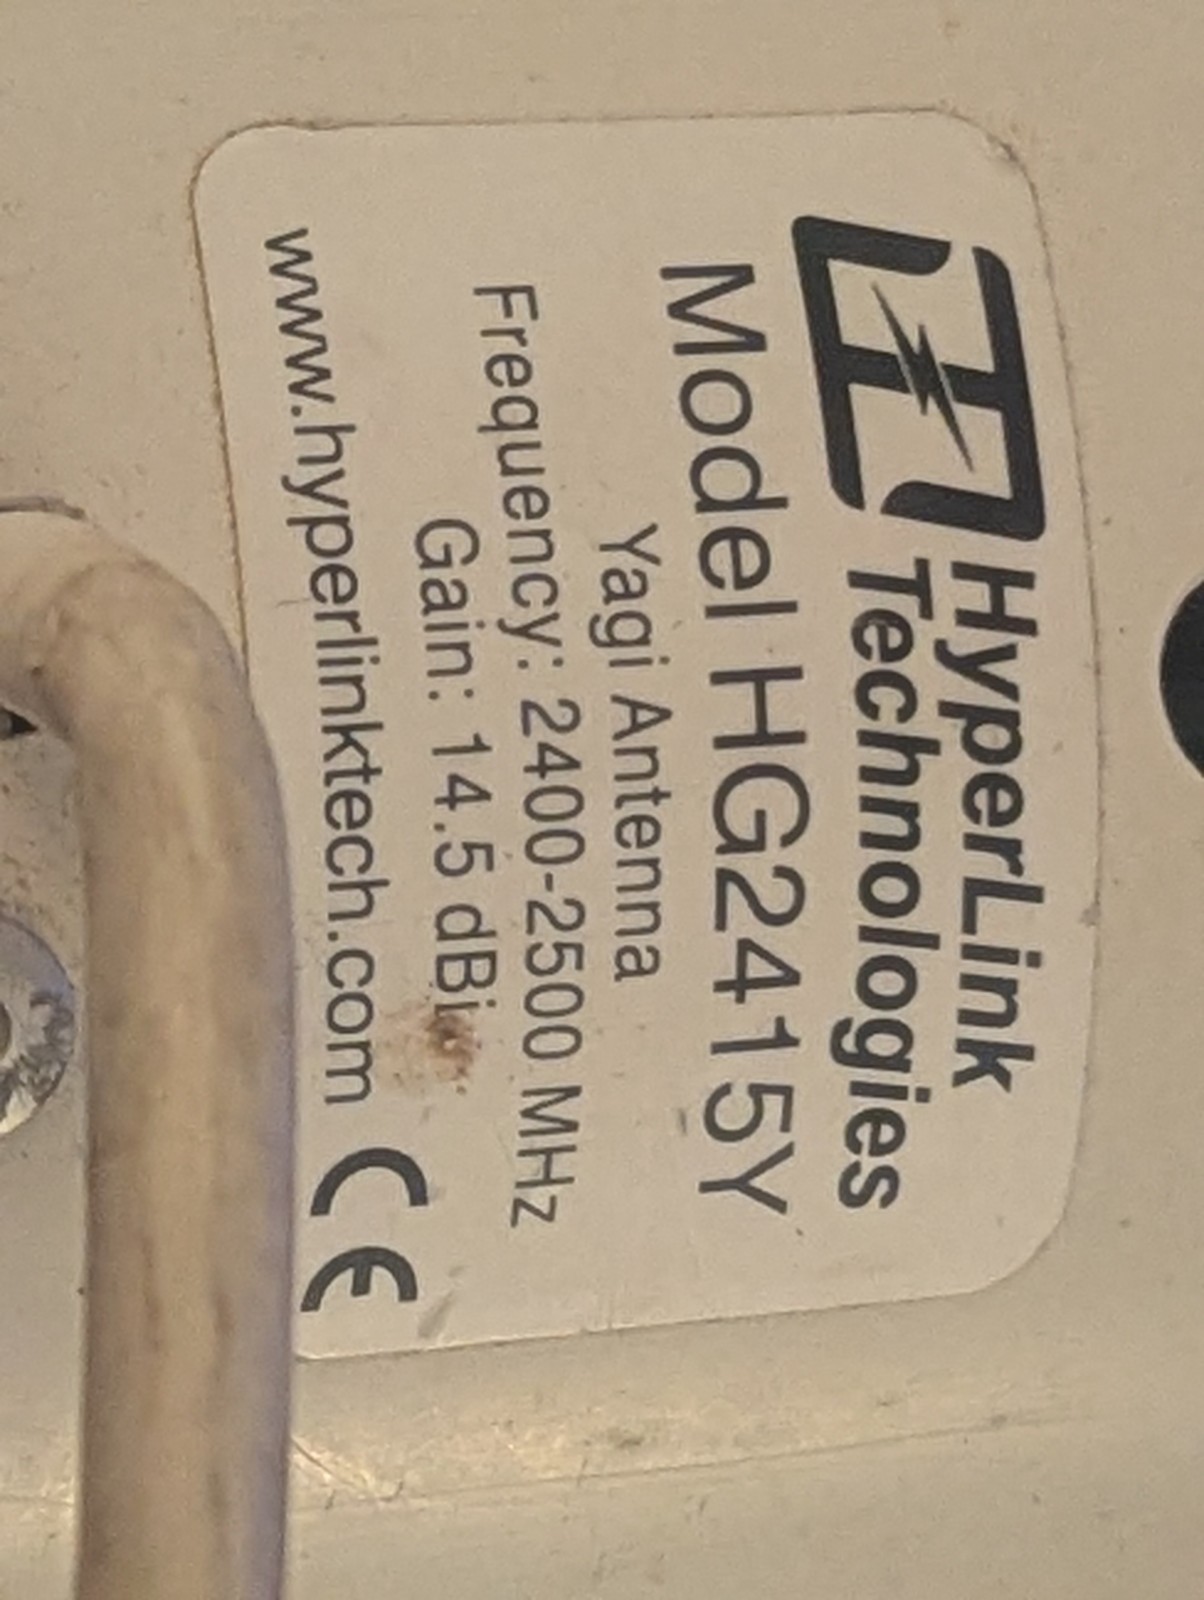 HyperLink
Technologies
Model HG2415Y
Yagi Antenna
Frequency: 2400-2500 MHz
Gain: 14.5 dBi
www.hyperlinktech.com CE